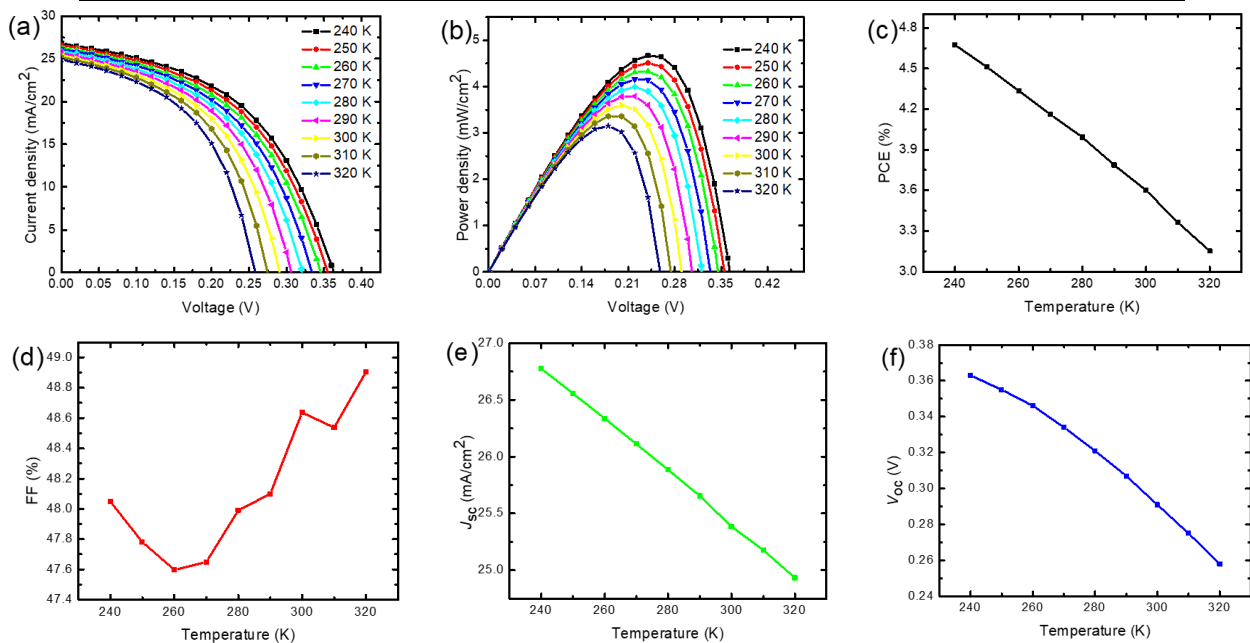 (a)
30
25
20
15
10
5
0
0.00 0.05 0.10 0.15 0.20 0.25 0.30 0.35 0.40
Current density (mA/cm²)
Voltage (V)
240 K
250 K
260 K
270 K
280 K
290 K
300 K
310 K
320 K
(b)
5
4
3
2
1
0
0.00 0.07 0.14 0.21 0.28 0.35 0.42
Power density (mW/cm²)
Voltage (V)
240 K
250 K
260 K
270 K
280 K
290 K
300 K
310 K
320 K
(c)
4.8
4.5
4.2
3.9
3.6
3.3
3.0
240 260 280 300 320
PCE (%)
Temperature (K)
(d)
49.0
48.8
48.6
48.4
48.2
48.0
47.8
47.6
47.4
240 260 280 300 320
FF (%)
Temperature (K)
(e)
27.0
26.5
26.0
25.5
25.0
240 260 280 300 320
Jsc (mA/cm²)
Temperature (K)
(f)
0.38
0.36
0.34
0.32
0.30
0.28
0.26
0.24
240 260 280 300 320
Voc (V)
Temperature (K)